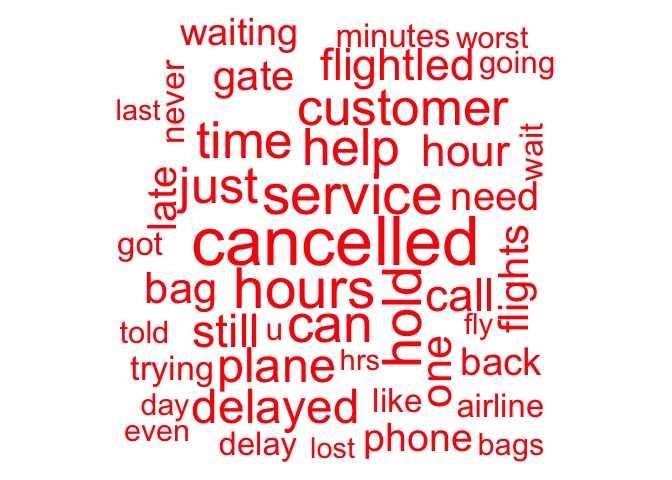 waiting
minutes
worst
gate
flightled
going
never
last
customer
time
help
hour
wait
late
just
service
need
cancelled
got
flights
bag
hours
hold
call
told
still
u
can
fly
trying
plane
hrs
one
back
day
delayed
like
airline
even
delay
lost
phone
bags